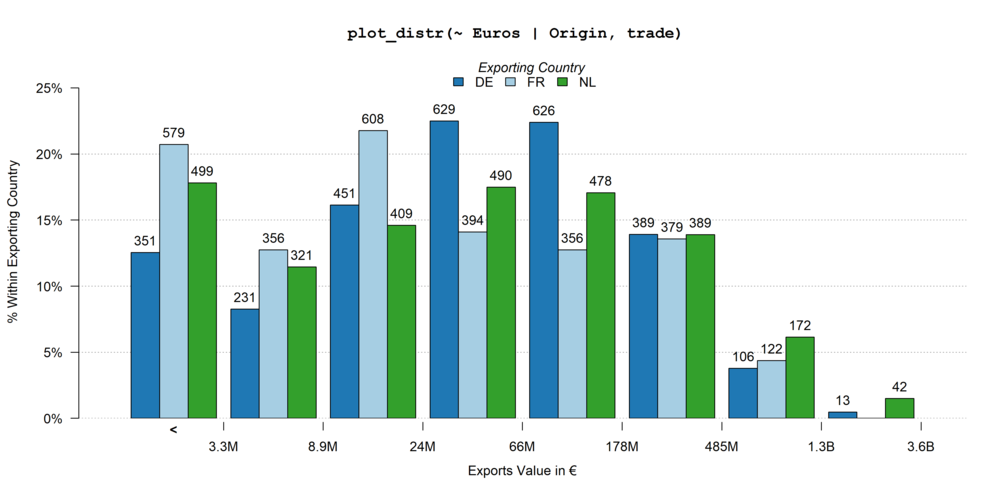 plot_distr(~ Euros | Origin, trade)
Exporting Country
DE FR NL
% Within Exporting Country
25%
20%
15%
10%
5%
0%
351 579 499
231 356 321
451 608 409
629 394 490
626 356 478
389 379 389
106 122 172
13 42
< 3.3M 8.9M 24M 66M 178M 485M 1.3B 3.6B
Exports Value in €